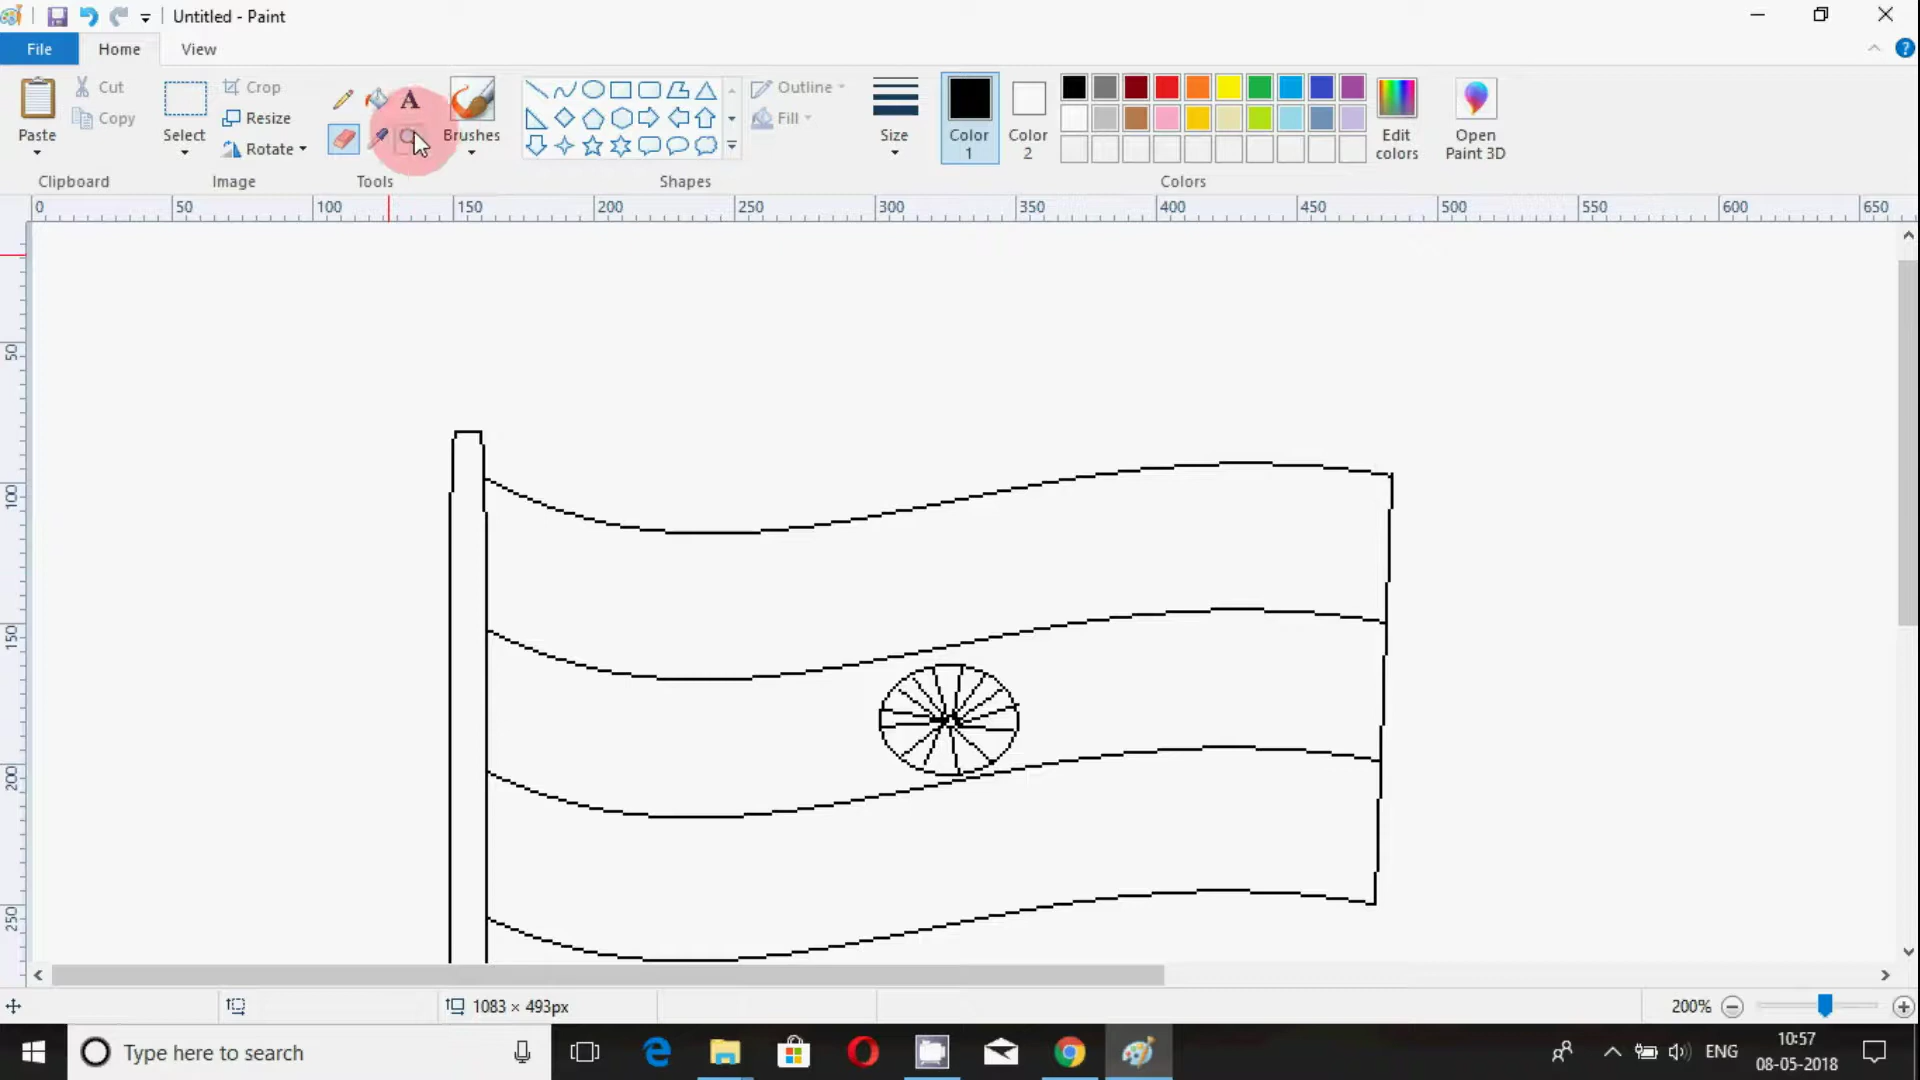 Untitled - Paint
File Home View
Paste
Cut
Copy
Clipboard
Select
Crop
Resize
Rotate
Image
A
Tools
Brushes
Shapes
Outline
Fill
Size
Color 1
Color 2
Colors
Edit colors
Open Paint 3D
0 50 100 150 200 250 300 350 400 450 500 550 600 650
50
100
150
200
250
1083 × 493px
200%
Type here to search
ENG
10:57
08-05-2018